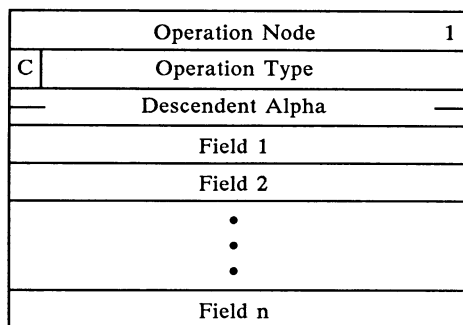 Operation Node 1
C Operation Type
Descendent Alpha
Field 1
Field 2
Field n